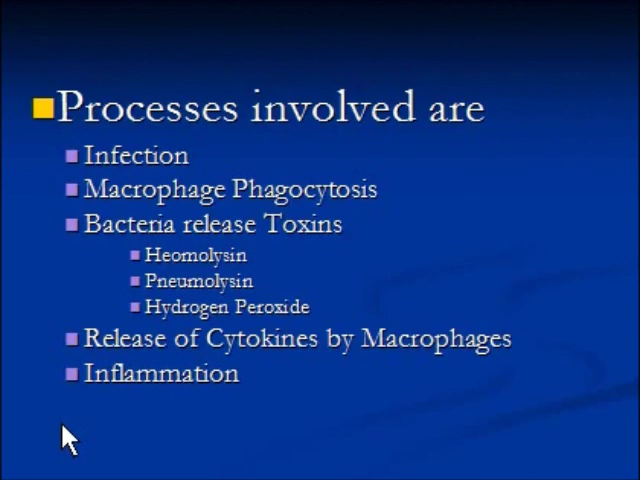 Processes involved are
Infection
Macrophage Phagocytosis
Bacteria release Toxins
Heomolysin
Pneumolysin
Hydrogen Peroxide
Release of Cytokines by Macrophages
Inflammation